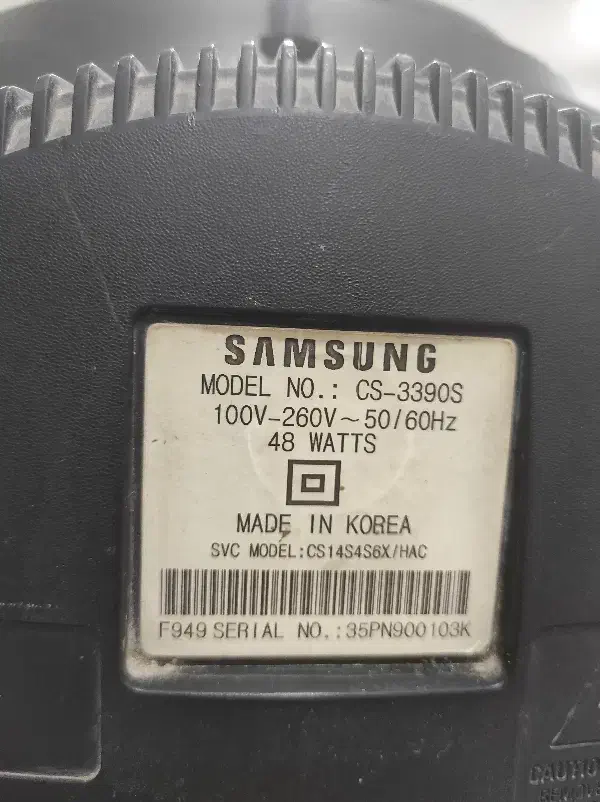 SAMSUNG
MODEL NO.: CS-3390S
100V-260V~50/60Hz
48 WATTS
MADE IN KOREA
SVC MODEL:CS14S4S6X/HAC
F949 SERIAL NO.:35PN900103K